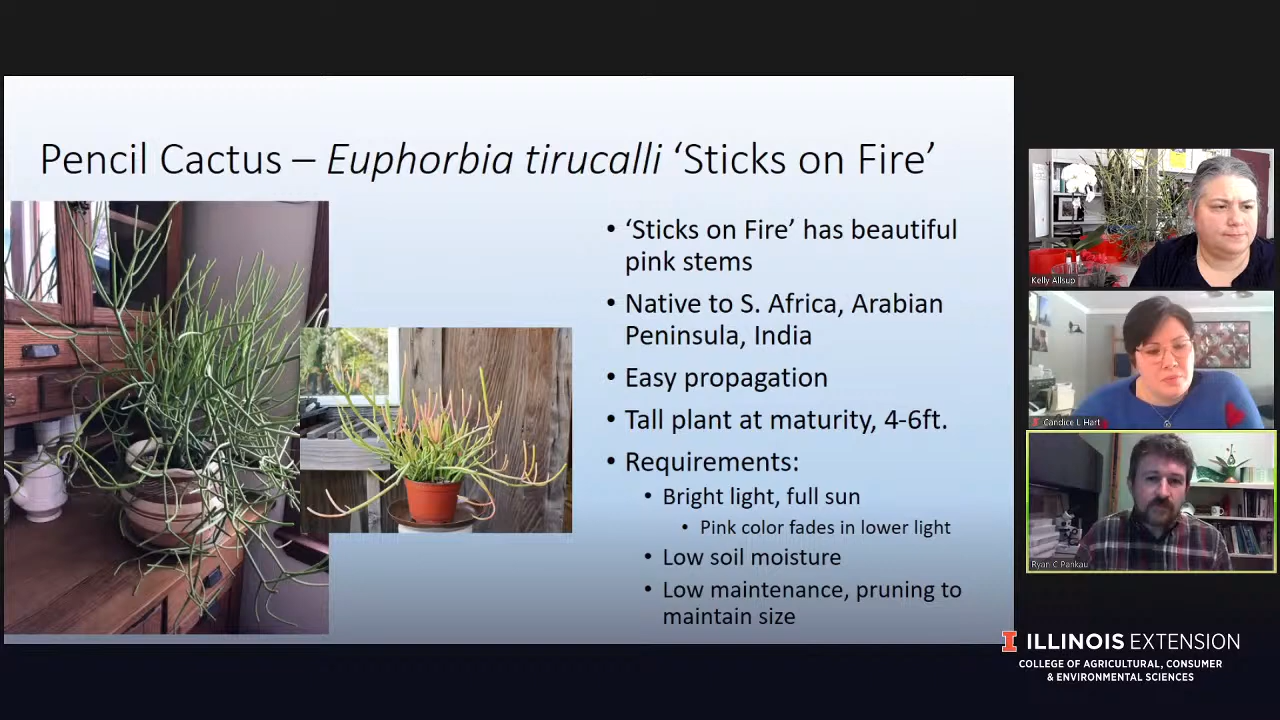 Pencil Cactus – Euphorbia tirucalli ‘Sticks on Fire’
• ‘Sticks on Fire’ has beautiful
pink stems
• Native to S. Africa, Arabian
Peninsula, India
• Easy propagation
• Tall plant at maturity, 4-6ft.
• Requirements:
• Bright light, full sun
• Pink color fades in lower light
• Low soil moisture
• Low maintenance, pruning to
maintain size
Kelly Allsup
Candice L Hart
Ryan C Pankau
I ILLINOIS EXTENSION
COLLEGE OF AGRICULTURAL, CONSUMER
& ENVIRONMENTAL SCIENCES